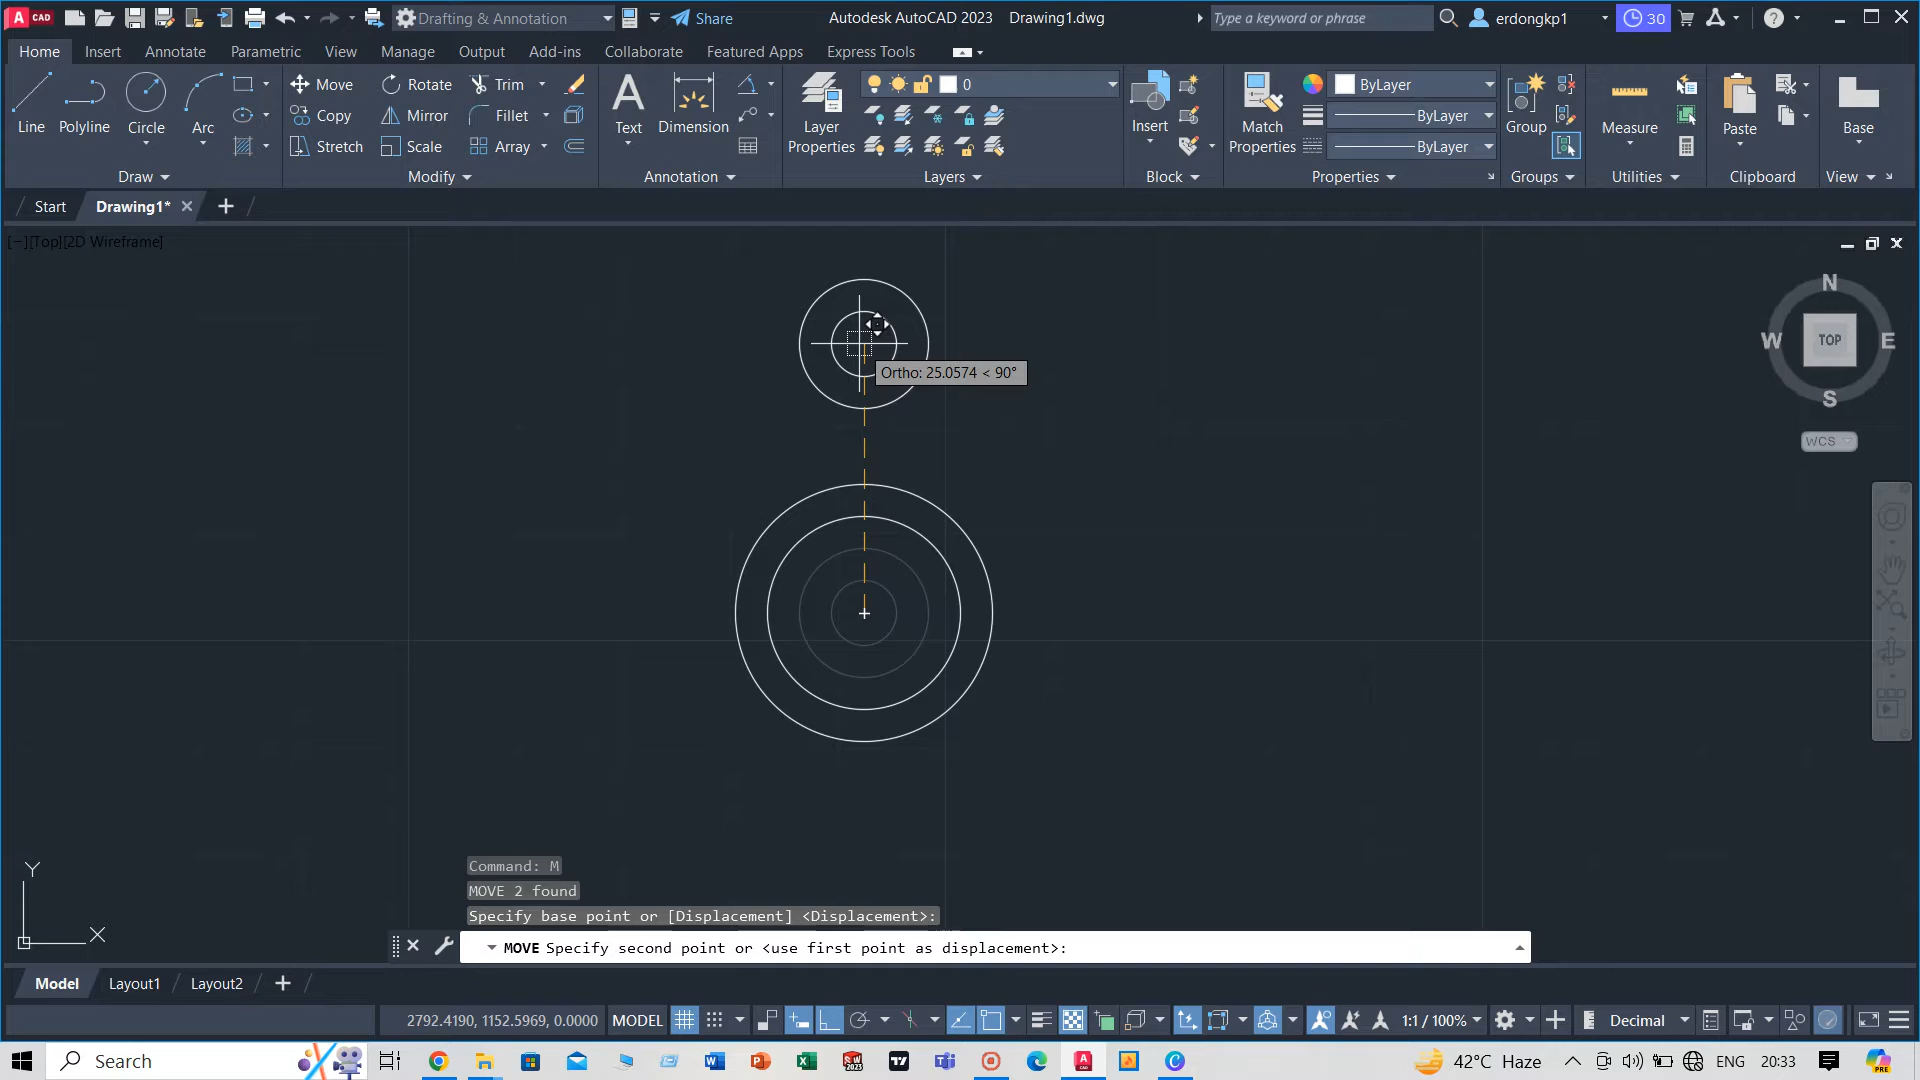 A CAD Drafting & Annotation Share Autodesk AutoCAD 2023 Drawing1.dwg Type a keyword or phrase erdongkp1 30
Home Insert Annotate Parametric View Manage Output Add-ins Collaborate Featured Apps Express Tools
Line Polyline Circle Arc
Move Rotate Trim
Copy Mirror Fillet
Stretch Scale Array
Text Dimension
Layer Properties
0
Insert
Match Properties
ByLayer
ByLayer
ByLayer
Group
Measure
Paste
Base
Draw Modify Annotation Layers Block Properties Groups Utilities Clipboard View
Start Drawing1* +
[−][Top][2D Wireframe]
N
W TOP E
S
WCS
Ortho: 25.0574 < 90°
Y
X
Command: M
MOVE 2 found
Specify base point or [Displacement] <Displacement>:
MOVE Specify second point or <use first point as displacement>:
Model Layout1 Layout2 +
2792.4190, 1152.5969, 0.0000 MODEL 1:1 / 100% Decimal
Search 42°C Haze ENG 20:33